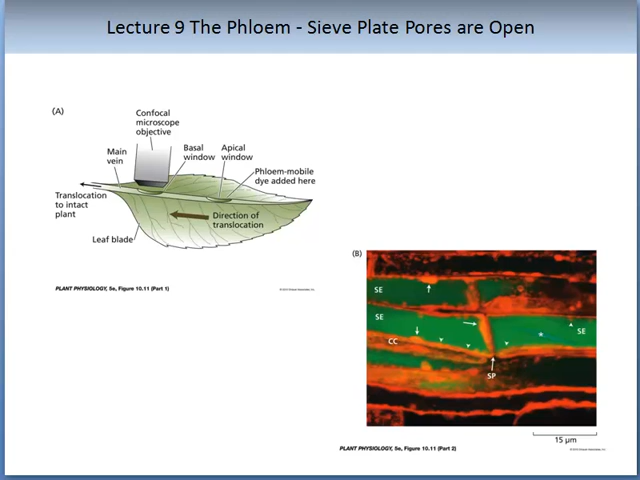 Lecture 9 The Phloem - Sieve Plate Pores are Open
(A)
Confocal
microscope
objective
Main
vein
Basal
window
Apical
window
Phloem-mobile
dye added here
Translocation
to intact
plant
Direction of
translocation
Leaf blade
PLANT PHYSIOLOGY, 5e, Figure 10.11 (Part 1)
(B)
SE
SE
SE
CC
SP
15 μm
PLANT PHYSIOLOGY, 5e, Figure 10.11 (Part 2)